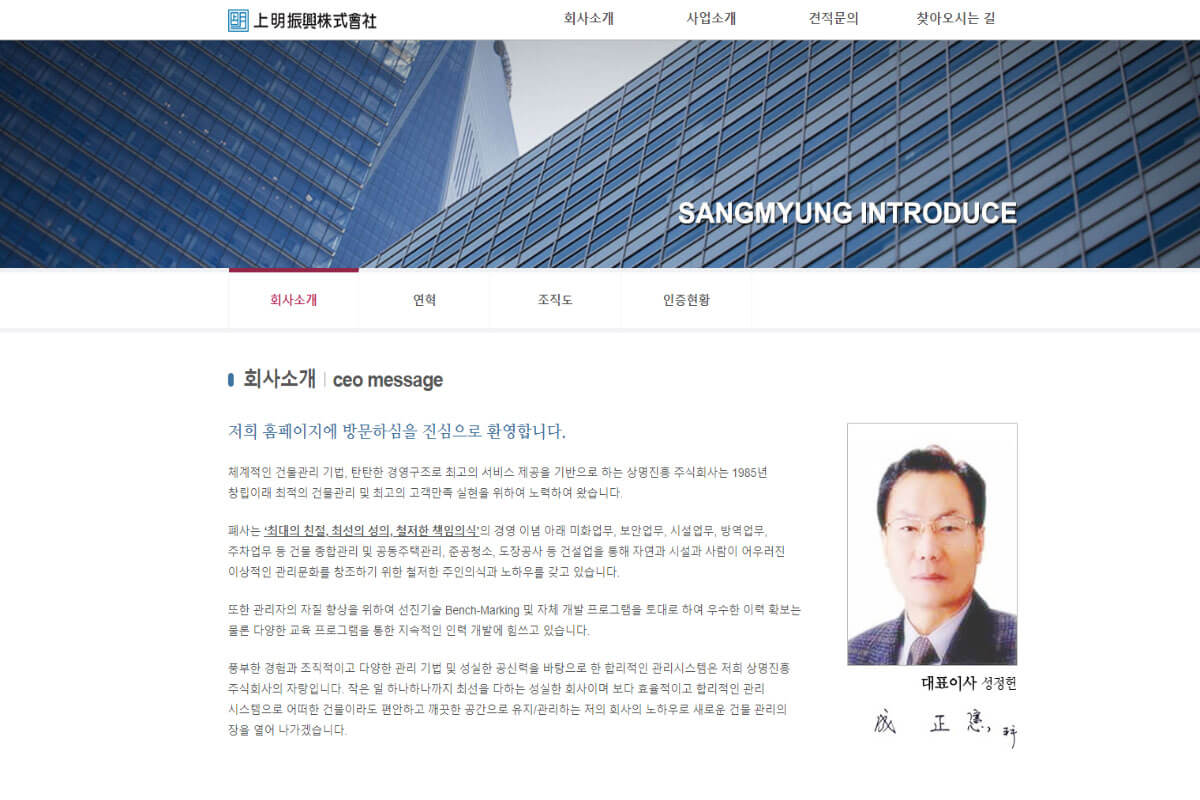 上明振興株式會社
회사소개 사업소개 견적문의 찾아오시는 길
SANGMYUNG INTRODUCE
회사소개 연혁 조직도 인증현황
회사소개 | ceo message
저희 홈페이지에 방문하심을 진심으로 환영합니다.
체계적인 건물관리 기법, 탄탄한 경영구조로 최고의 서비스 제공을 기반으로 하는 상명진흥 주식회사는 1985년
창립이래 최적의 건물관리 및 최고의 고객만족 실현을 위하여 노력하여 왔습니다.
폐사는 '최대의 친절, 최선의 성의, 철저한 책임의식'의 경영 이념 아래 미화업무, 보안업무, 시설업무, 방역업무,
주차업무 등 건물 종합관리 및 공동주택관리, 준공청소, 도장공사 등 건설업을 통해 자연과 시설과 사람이 어우러진
이상적인 관리문화를 창조하기 위한 철저한 주인의식과 노하우를 갖고 있습니다.
또한 관리자의 자질 향상을 위하여 선진기술 Bench-Marking 및 자체 개발 프로그램을 토대로 하여 우수한 이력 확보는
물론 다양한 교육 프로그램을 통한 지속적인 인력 개발에 힘쓰고 있습니다.
풍부한 경험과 조직적이고 다양한 관리 기법 및 성실한 공신력을 바탕으로 한 합리적인 관리시스템은 저희 상명진흥
주식회사의 자랑입니다. 작은 일 하나하나까지 최선을 다하는 성실한 회사이며 보다 효율적이고 합리적인 관리
시스템으로 어떠한 건물이라도 편안하고 깨끗한 공간으로 유지/관리하는 저의 회사의 노하우로 새로운 건물 관리의
장을 열어 나가겠습니다.
대표이사 성정헌
成 正 憲